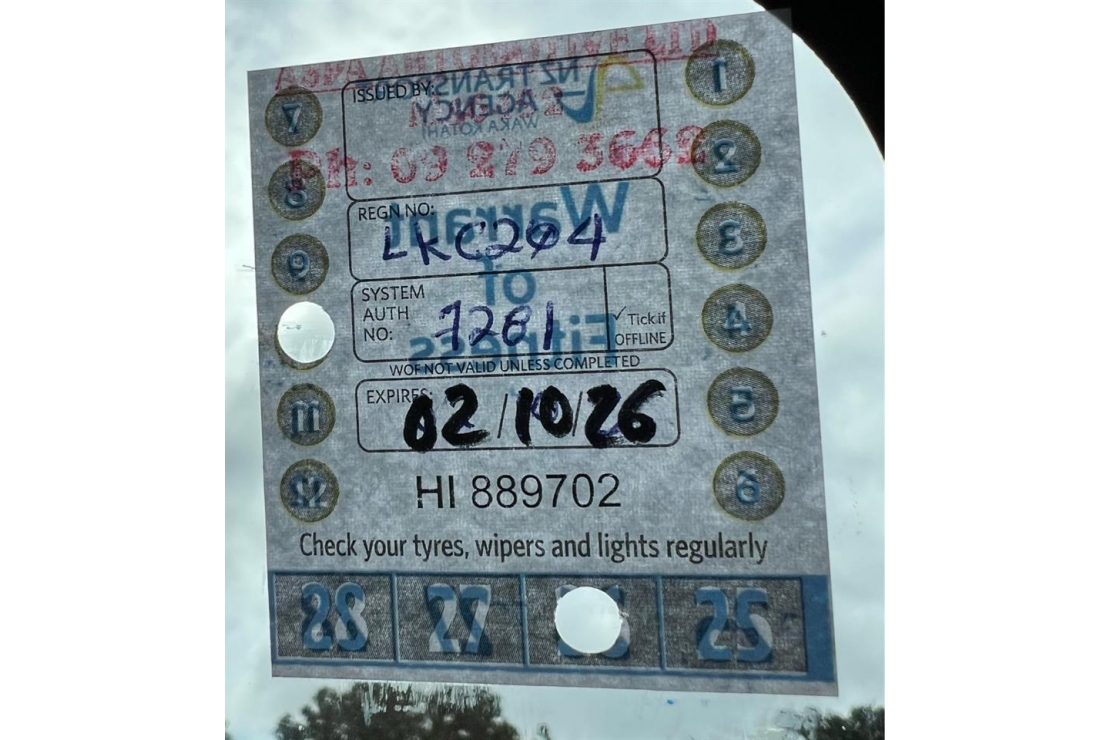 ISSUED BY:
NZ TRANSPORT
AGENCY
WAKA KOTAHI
Ph: 09 279 3668
Warrant
of
Fitness
REGN NO:
LKC204
SYSTEM
AUTH
NO:
7281
✓ Tick if
OFFLINE
WOF NOT VALID UNLESS COMPLETED
EXPIRES:
02/10/26
HI 889702
Check your tyres, wipers and lights regularly
7 1
8 2
9 3
4
11 5
12 6
28 27 25